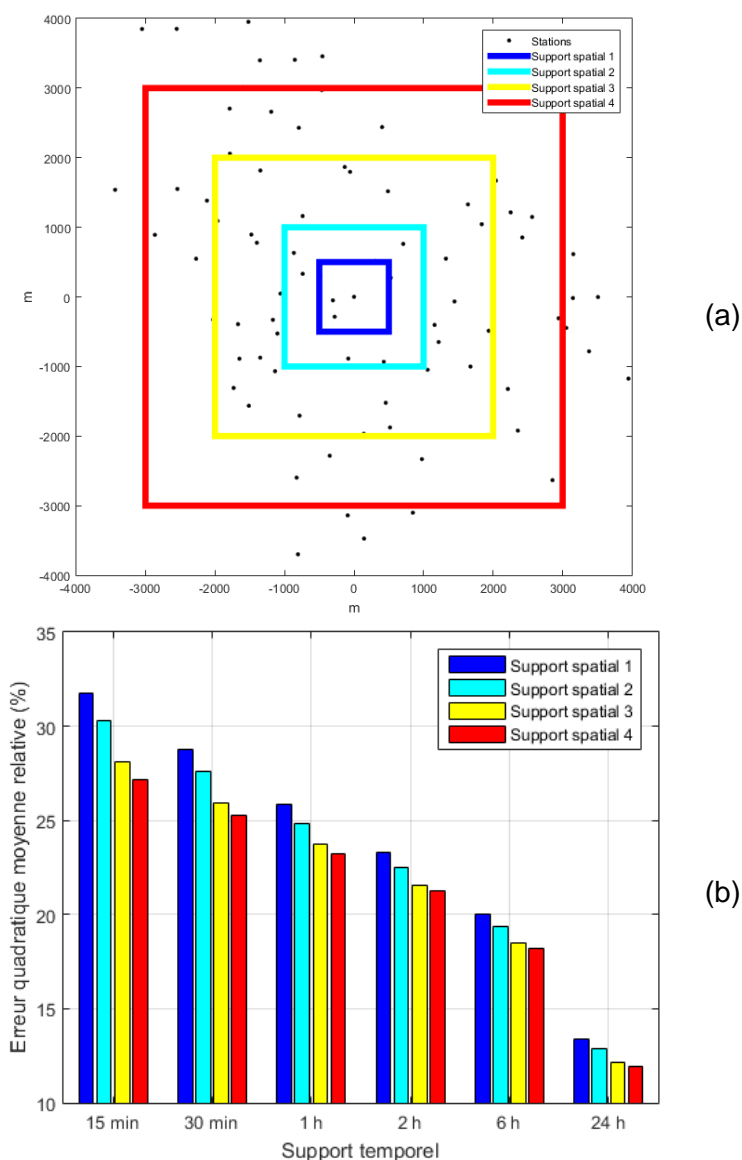 4000
3000
2000
1000
0
-1000
-2000
-3000
-4000
m
-4000 -3000 -2000 -1000 0 1000 2000 3000 4000
m
Stations
Support spatial 1
Support spatial 2
Support spatial 3
Support spatial 4
(a)
35
30
25
20
15
10
Erreur quadratique moyenne relative (%)
Support spatial 1
Support spatial 2
Support spatial 3
Support spatial 4
15 min 30 min 1 h 2 h 6 h 24 h
Support temporel
(b)